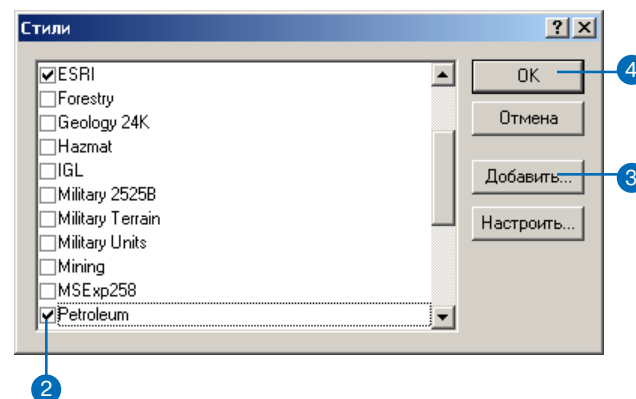 Стили
ESRI
OK
4
Forestry
Geology 24K
Отмена
Hazmat
IGL
Добавить...
3
Military 2525B
Military Terrain
Настроить...
Military Units
Mining
MSExp258
Petroleum
2